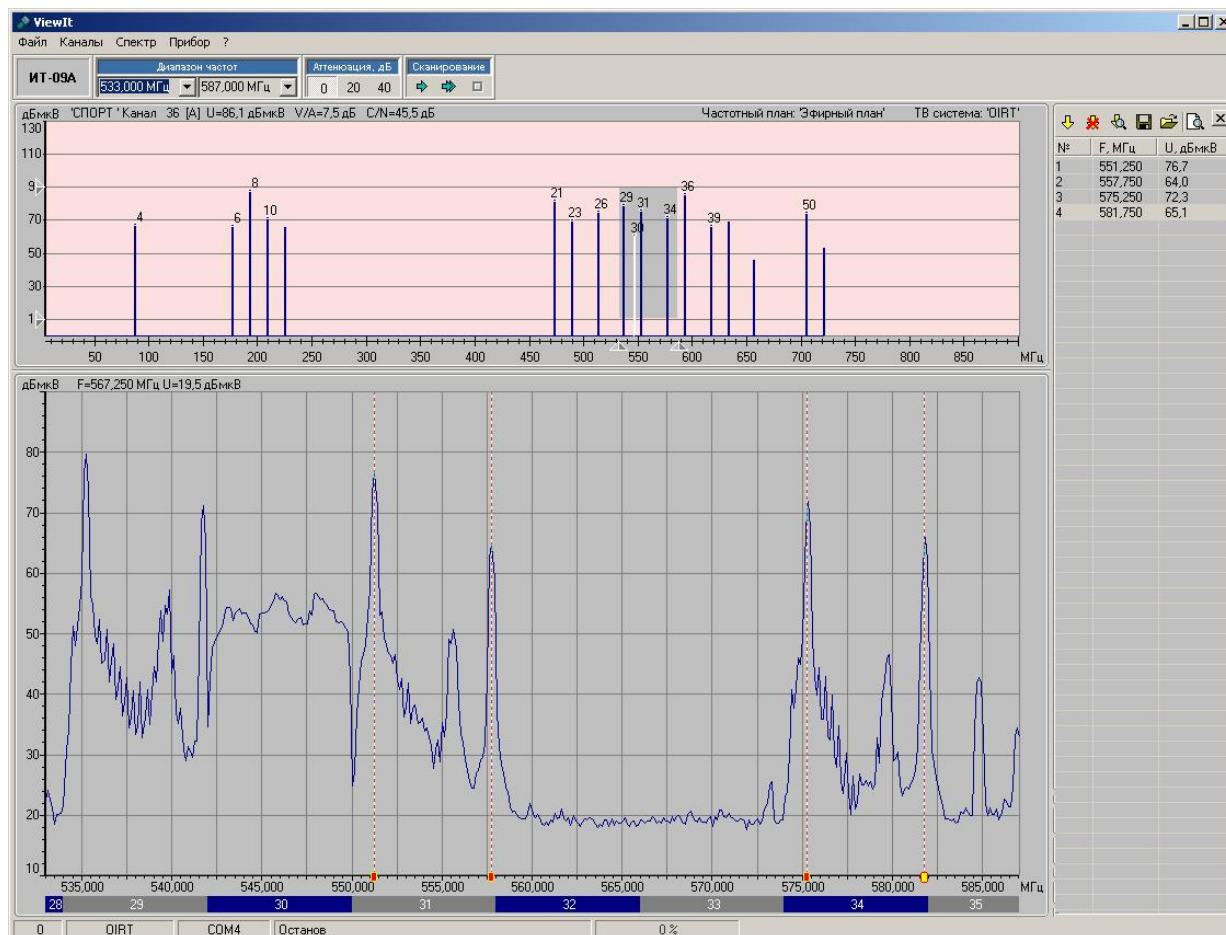 ViewIt
Файл Каналы Спектр Прибор ?
ИТ-09А
Диапазон частот
533,000 МГц 587,000 МГц
Аттенюация, дБ
0 20 40
Сканирование
дБмкВ 'СПОРТ ' Канал 36 [A] U=86,1 дБмкВ V/A=7,5 дБ C/N=45,5 дБ Частотный план: 'Эфирный план' ТВ система: 'OIRT'
130
110
9
70
50
30
1
4 6 8 10 21 23 26 29 30 31 34 36 39 50
50 100 150 200 250 300 350 400 450 500 550 600 650 700 750 800 850 МГц
№ F, МГц U, дБмкВ
1 551,250 76,7
2 557,750 64,0
3 575,250 72,3
4 581,750 65,1
дБмкВ F=567,250 МГц U=19,5 дБмкВ
80
70
60
50
40
30
20
10
535,000 540,000 545,000 550,000 555,000 560,000 565,000 570,000 575,000 580,000 585,000 МГц
28 29 30 31 32 33 34 35
0 OIRT COM4 Останов 0 %